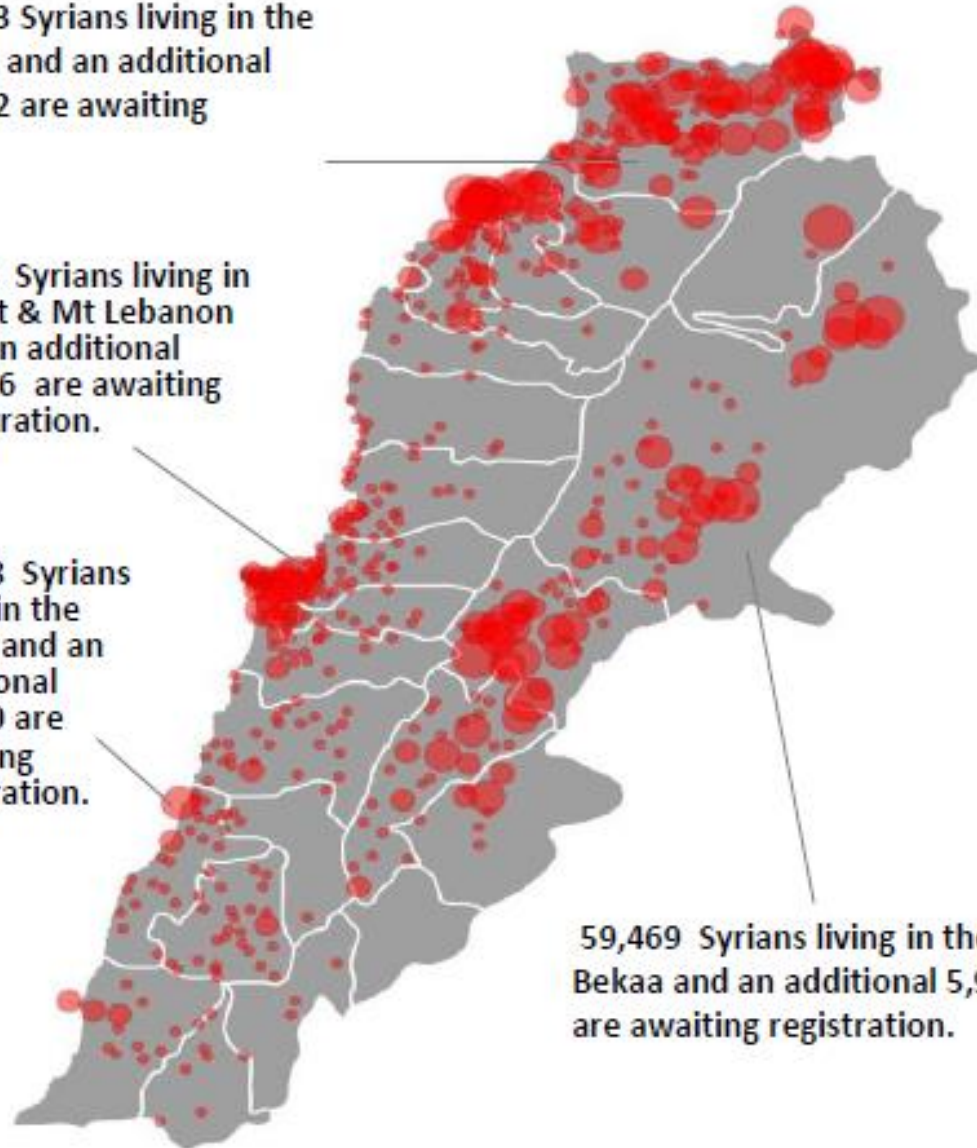 3 Syrians living in the
and an additional
2 are awaiting
Syrians living in
t & Mt Lebanon
n additional
6 are awaiting
ration.
3 Syrians
in the
and an
onal
0 are
ng
ration.
59,469 Syrians living in the
Bekaa and an additional 5,9
are awaiting registration.